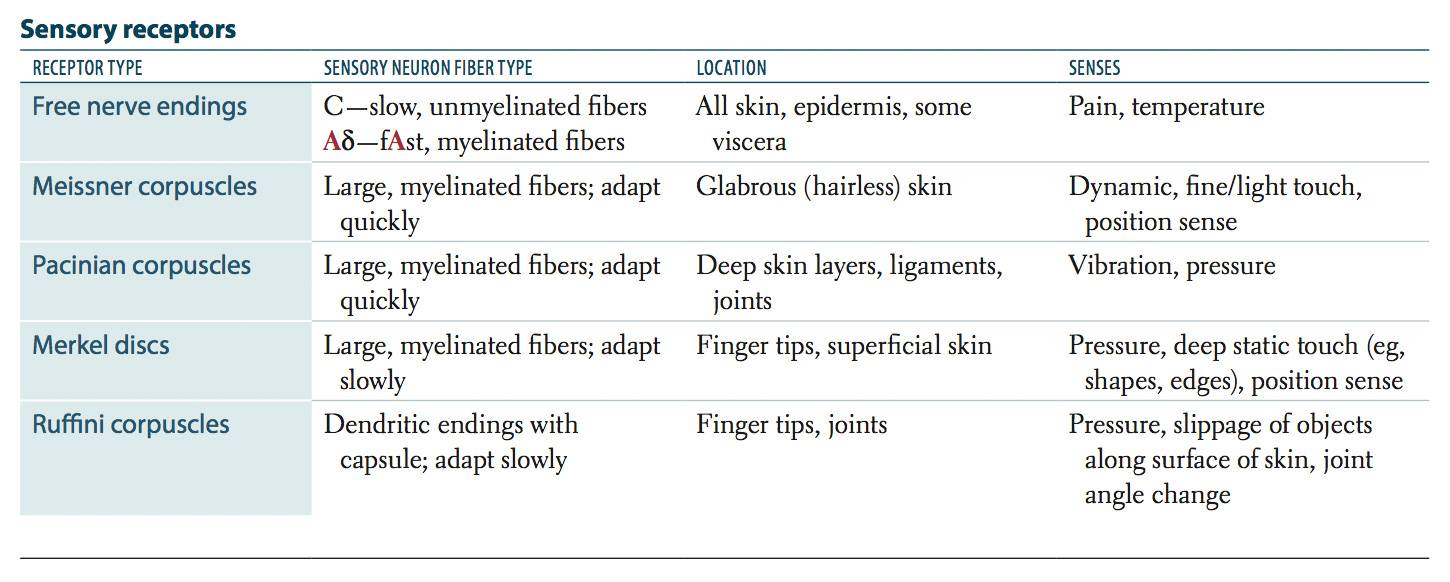 Sensory receptors
RECEPTOR TYPE SENSORY NEURON FIBER TYPE LOCATION SENSES
Free nerve endings C—slow, unmyelinated fibers All skin, epidermis, some Pain, temperature
Aδ—fAst, myelinated fibers viscera
Meissner corpuscles Large, myelinated fibers; adapt Glabrous (hairless) skin Dynamic, fine/light touch,
quickly position sense
Pacinian corpuscles Large, myelinated fibers; adapt Deep skin layers, ligaments, Vibration, pressure
quickly joints
Merkel discs Large, myelinated fibers; adapt Finger tips, superficial skin Pressure, deep static touch (eg,
slowly shapes, edges), position sense
Ruffini corpuscles Dendritic endings with Finger tips, joints Pressure, slippage of objects
capsule; adapt slowly along surface of skin, joint
angle change